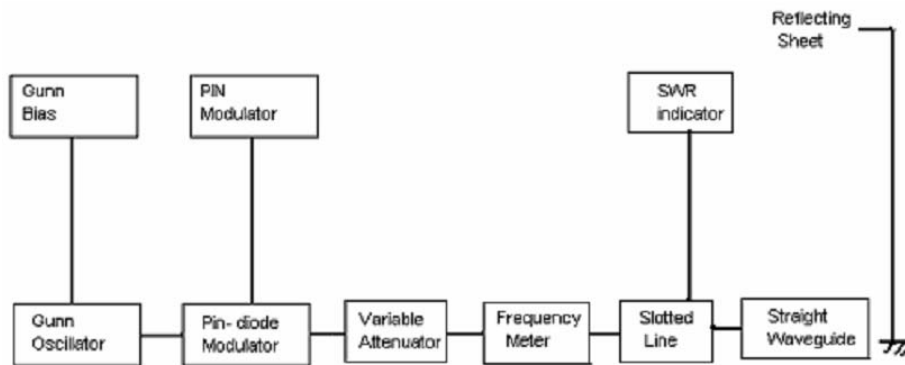 Reflecting
Sheet
Gunn
Bias
PIN
Modulator
SWR
indicator
Gunn
Oscillator
Pin- diode
Modulator
Variable
Attenuator
Frequency
Meter
Slotted
Line
Straight
Waveguide